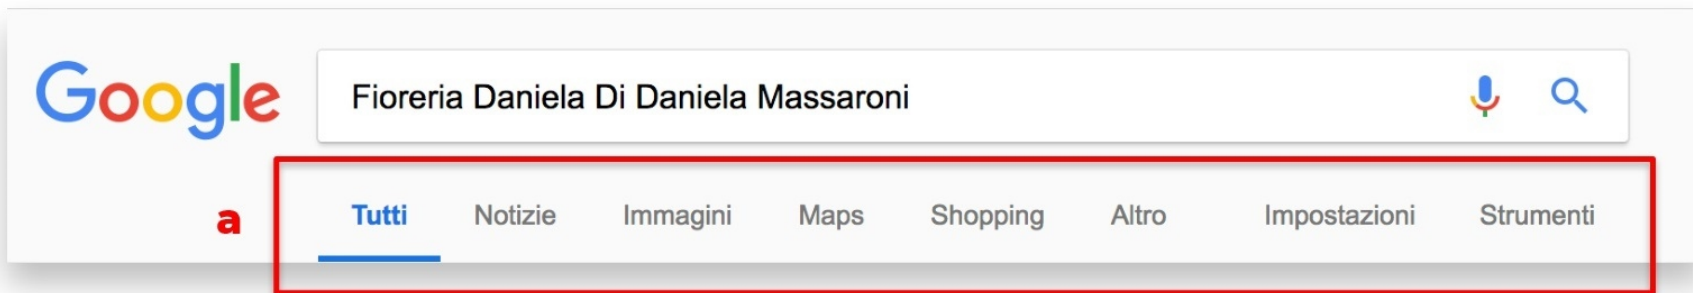 Google Fioreria Daniela Di Daniela Massaroni
a Tutti Notizie Immagini Maps Shopping Altro Impostazioni Strumenti